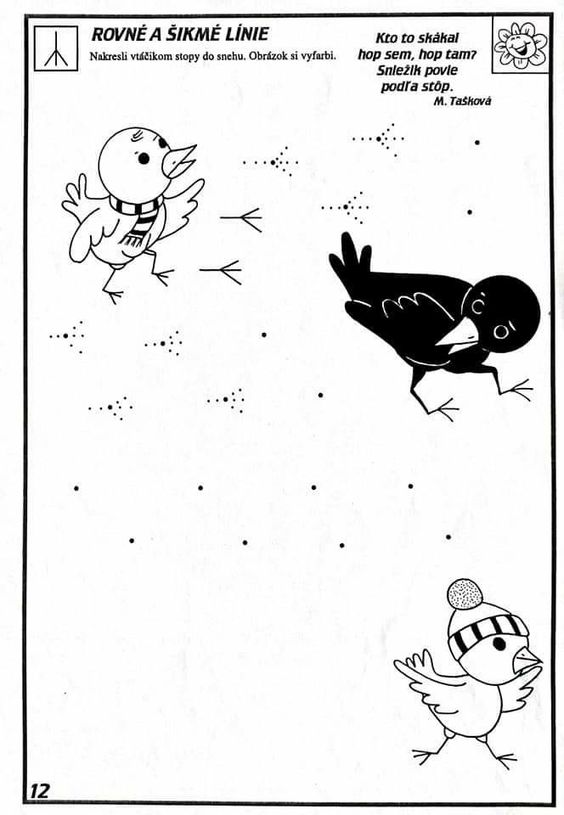 ROVNÉ A ŠIKMÉ LÍNIE
Nakresli vtáčikom stopy do snehu. Obrázok si vyfarbi.
Kto to skákal
hop sem, hop tam?
Sniežik povie
podľa stôp.
M. Tašková
12